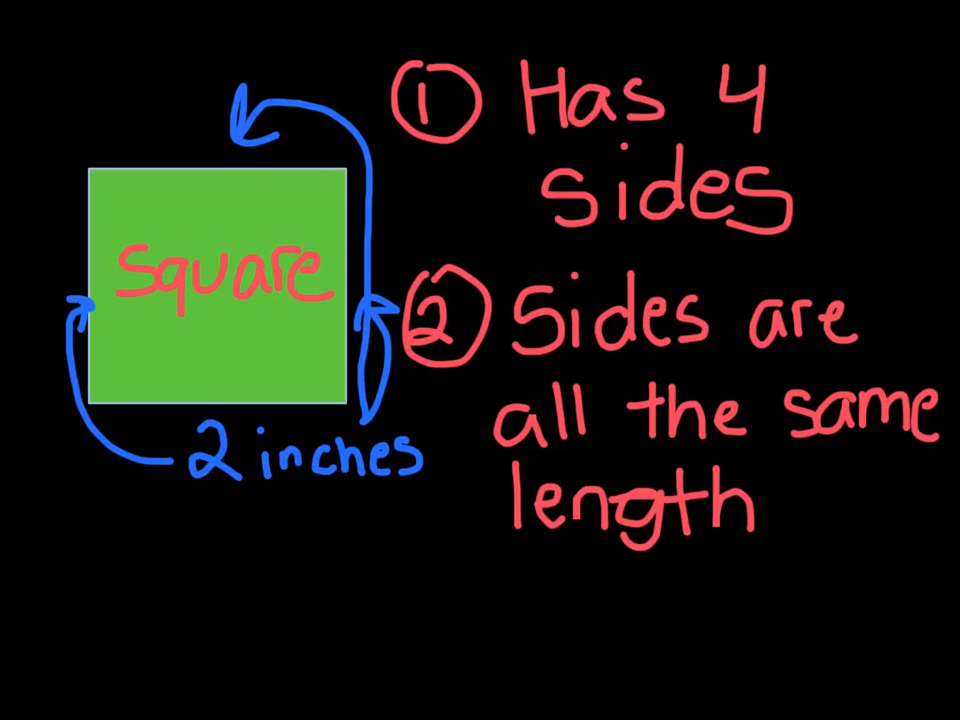 ① Has 4
sides
square
② Sides are
all the same
length
2 inches